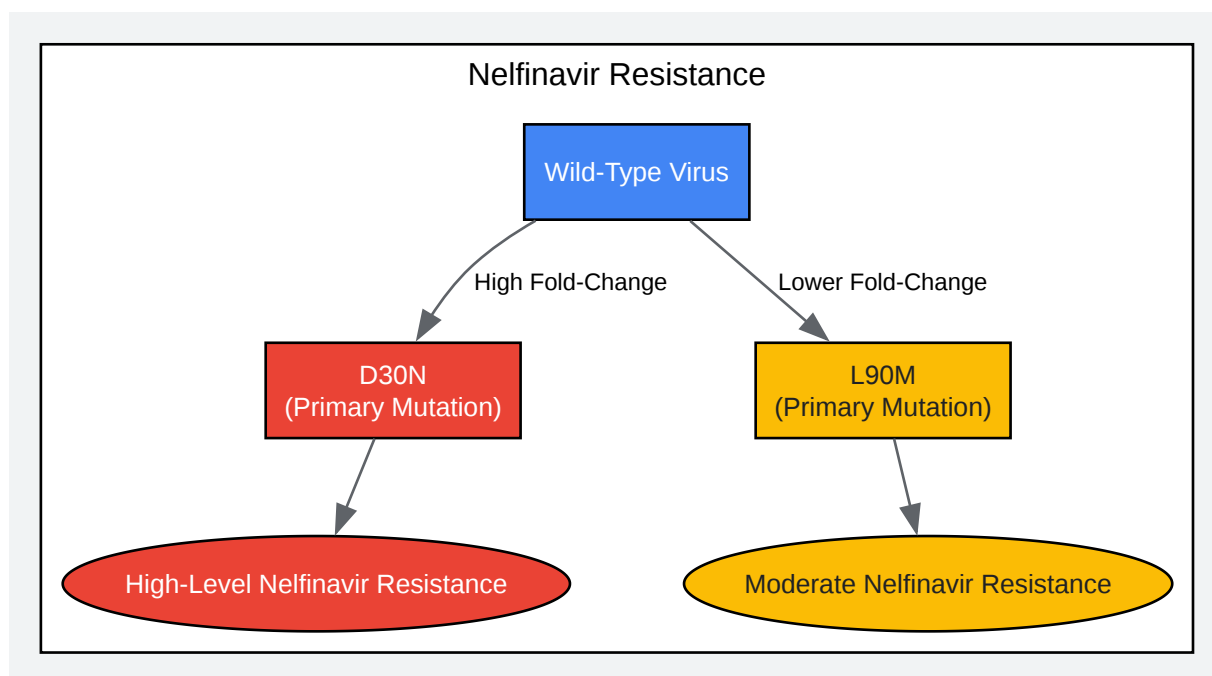 Nelfinavir Resistance
Wild-Type Virus
High Fold-Change
Lower Fold-Change
D30N
(Primary Mutation)
L90M
(Primary Mutation)
High-Level Nelfinavir Resistance
Moderate Nelfinavir Resistance